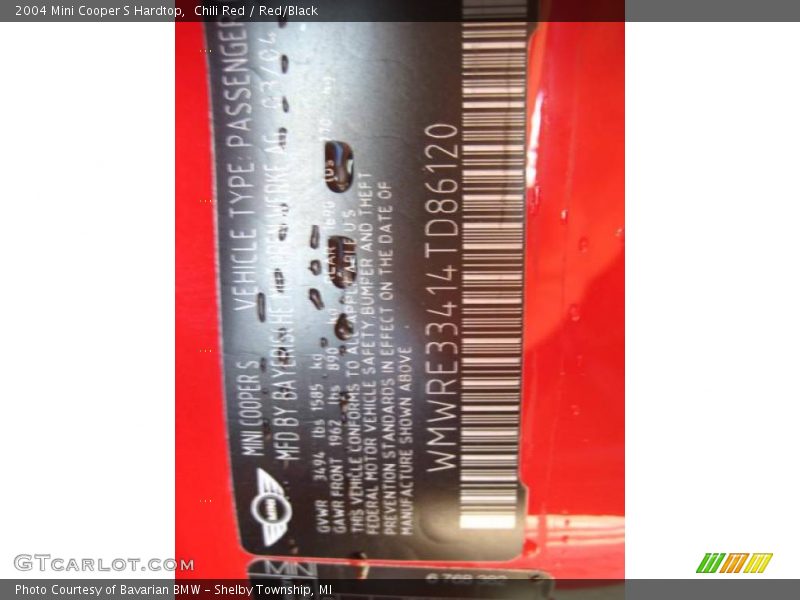 2004 Mini Cooper S Hardtop, Chili Red / Red/Black
MINI COOPER S VEHICLE TYPE: PASSENGER
MFD BY BAYERISCHE WERKE AG 03/04
GVWR 3494 lbs 1585 kg
GAWR FRONT 1962 lbs 890 kg
THIS VEHICLE CONFORMS TO ALL APPLICABLE U S
FEDERAL MOTOR VEHICLE SAFETY, BUMPER AND THEFT
PREVENTION STANDARDS IN EFFECT ON THE DATE OF
MANUFACTURE SHOWN ABOVE.
WMWRE33414TD86120
MINI
GTCarlot.com
Photo Courtesy of Bavarian BMW – Shelby Township, MI